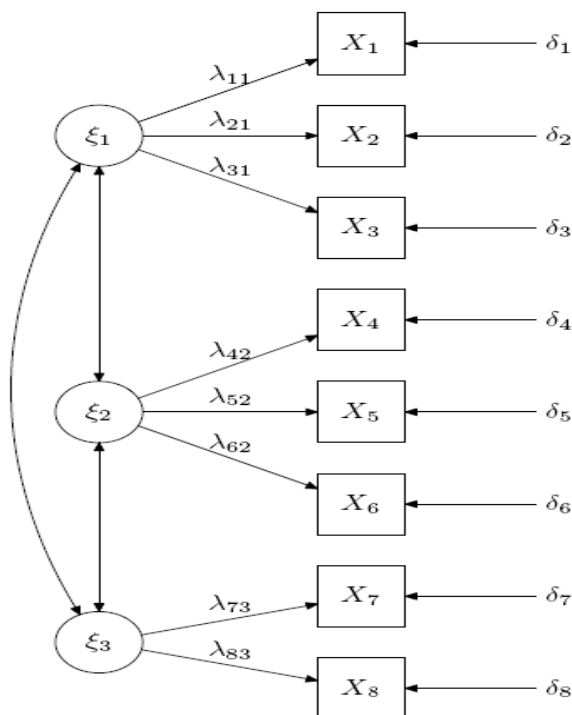 X₁ δ₁
λ₁₁
ξ₁ λ₂₁ X₂ δ₂
λ₃₁
X₃ δ₃
X₄ δ₄
λ₄₂
ξ₂ λ₅₂ X₅ δ₅
λ₆₂
X₆ δ₆
λ₇₃ X₇ δ₇
ξ₃
λ₈₃
X₈ δ₈